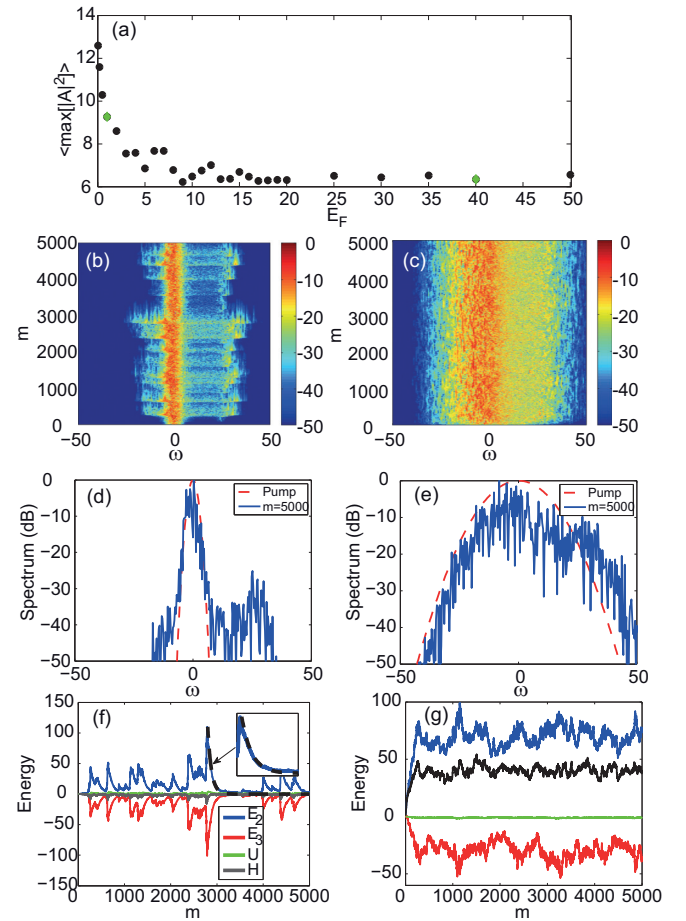 (a)
14
12
10
8
6
<max[|A|²]>
0 5 10 15 20 25 30 35 40 45 50
E_F
(b)
5000
4000
3000
2000
1000
0
m
-50 0 50
ω
0
-10
-20
-30
-40
-50
(c)
5000
4000
3000
2000
1000
0
m
-50 0 50
ω
0
-10
-20
-30
-40
-50
(d)
0
−10
−20
−30
−40
−50
Spectrum (dB)
Pump
m=5000
−50 0 50
ω
(e)
0
−10
−20
−30
−40
−50
Spectrum (dB)
Pump
m=5000
−50 0 50
ω
(f)
150
100
50
0
−50
−100
−150
Energy
E₂
E₃
U
H
0 1000 2000 3000 4000 5000
m
(g)
100
50
0
−50
Energy
0 1000 2000 3000 4000 5000
m